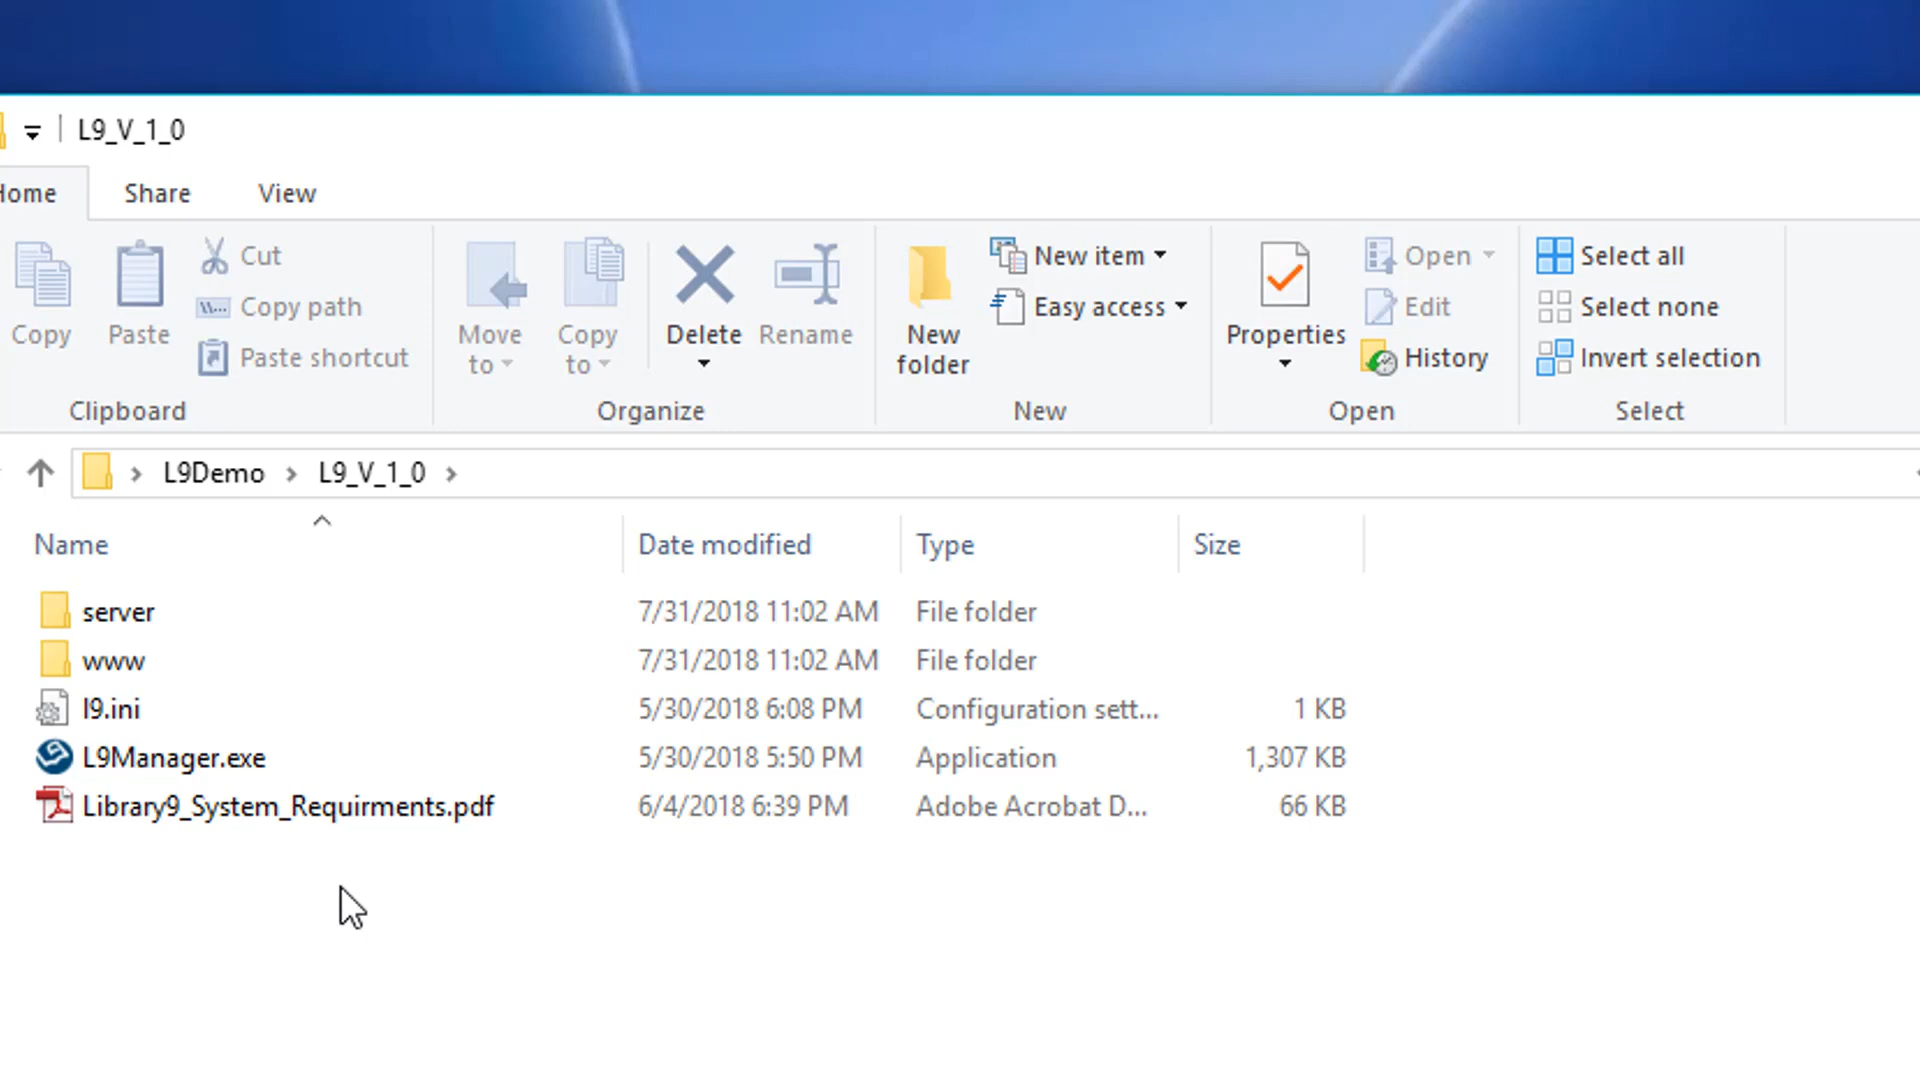 L9_V_1_0
Home Share View
Copy Paste Cut Copy path Paste shortcut
Move to Copy to Delete Rename
New folder New item Easy access
Properties Open Edit History
Select all Select none Invert selection
Clipboard Organize New Open Select
L9Demo L9_V_1_0
Name Date modified Type Size
server 7/31/2018 11:02 AM File folder
www 7/31/2018 11:02 AM File folder
l9.ini 5/30/2018 6:08 PM Configuration sett... 1 KB
L9Manager.exe 5/30/2018 5:50 PM Application 1,307 KB
Library9_System_Requirments.pdf 6/4/2018 6:39 PM Adobe Acrobat D... 66 KB